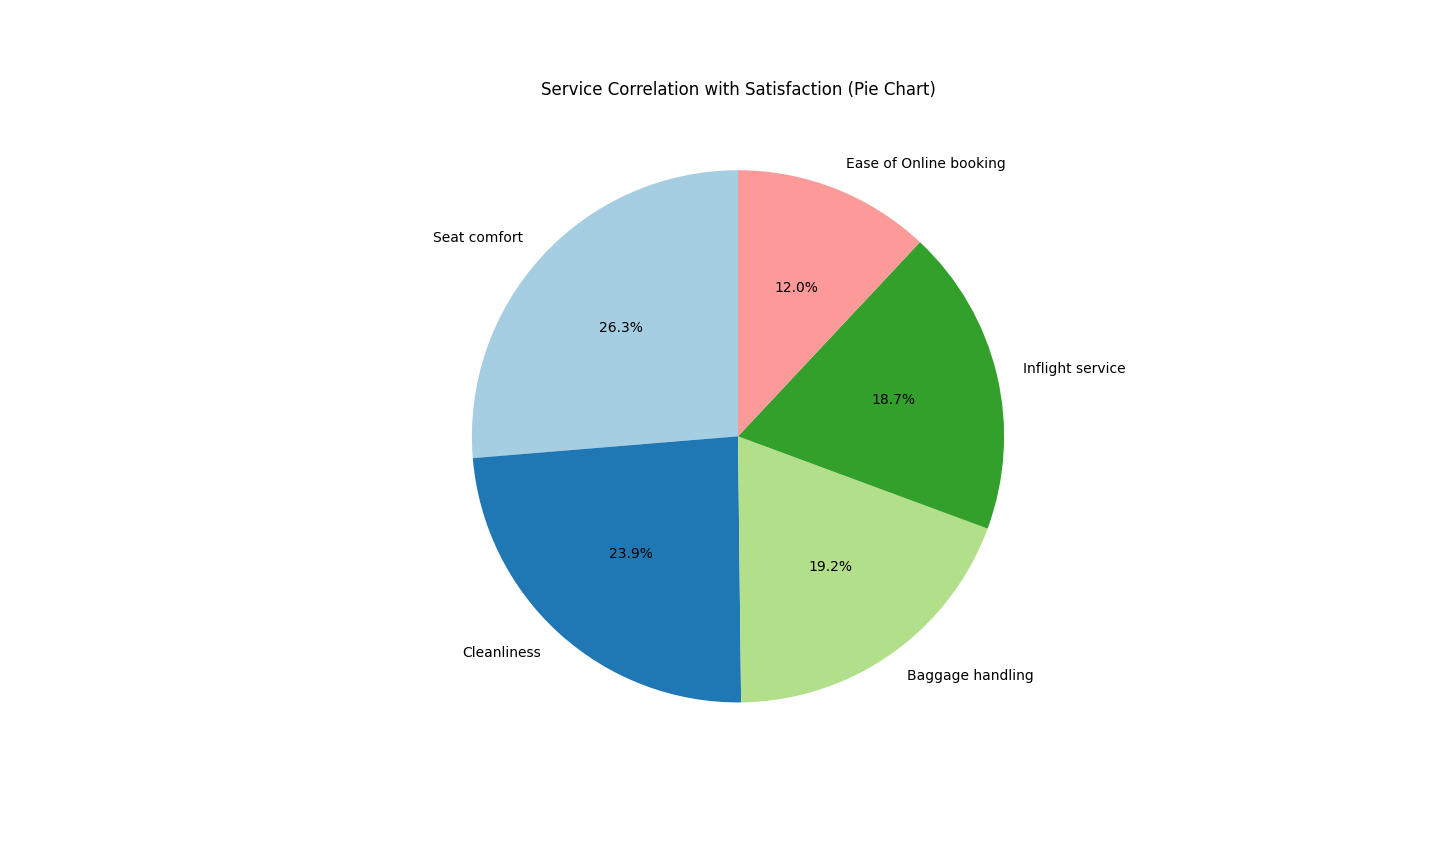 Service Correlation with Satisfaction (Pie Chart)
Ease of Online booking
Seat comfort
12.0%
26.3%
Inflight service
18.7%
23.9%
19.2%
Cleanliness
Baggage handling